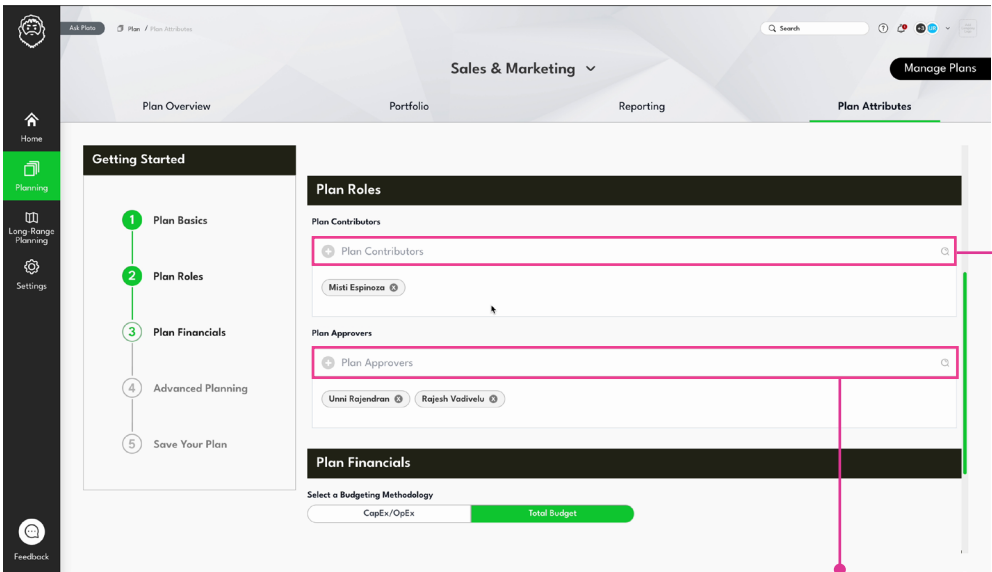 Ask Plato
Plan / Plan Attributes
Search
+3
UR
Sales & Marketing
Manage Plans
Plan Overview
Portfolio
Reporting
Plan Attributes
Home
Planning
Long-Range
Planning
Settings
Feedback
Getting Started
1 Plan Basics
2 Plan Roles
3 Plan Financials
4 Advanced Planning
5 Save Your Plan
Plan Roles
Plan Contributors
Plan Contributors
Misti Espinoza
Plan Approvers
Plan Approvers
Unni Rajendran
Rajesh Vadivelu
Plan Financials
Select a Budgeting Methodology
CapEx/OpEx
Total Budget